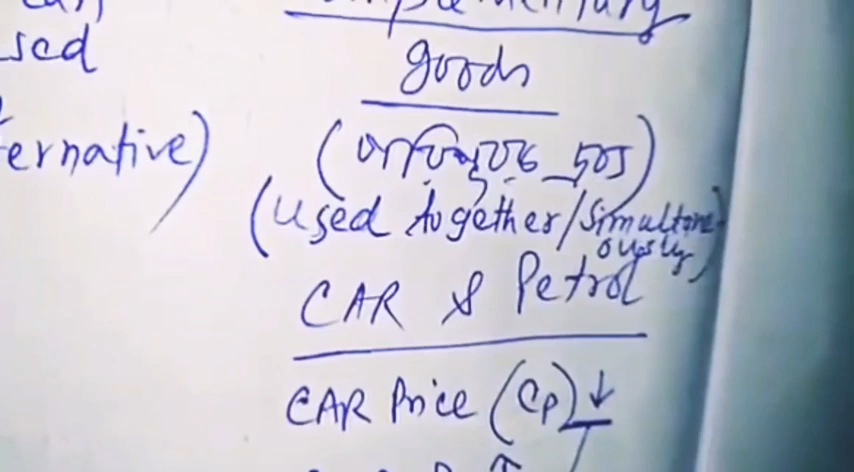 sed
goods
ernative)
(used together/simultaneously)
CAR & Petrol
CAR Price (Cp)↓